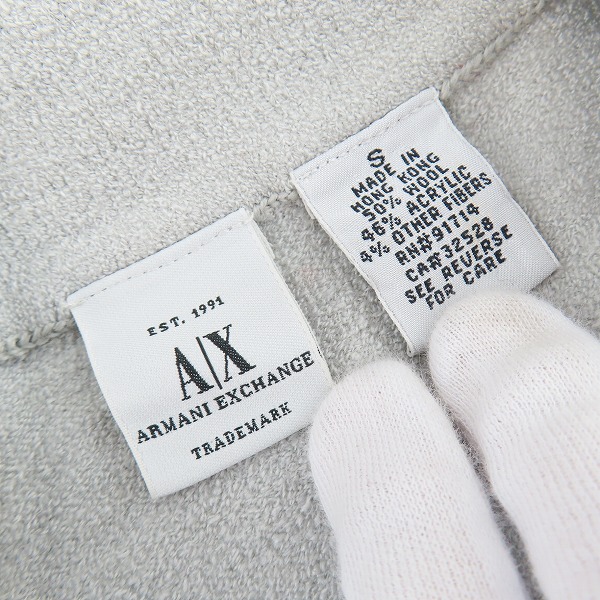 EST. 1991
A|X
ARMANI EXCHANGE
TRADEMARK
S
MADE IN
HONG KONG
50% WOOL
46% ACRYLIC
4% OTHER FIBERS
RN#91714
CA#32528
SEE REVERSE
FOR CARE